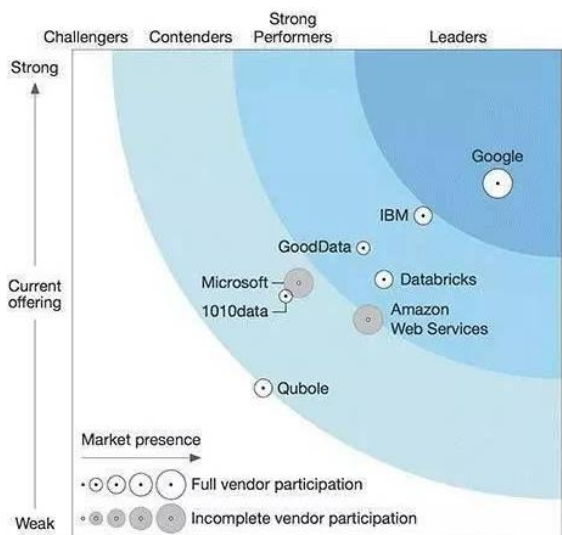 Challengers
Contenders
Strong
Performers
Leaders
Strong
Google
IBM
GoodData
Microsoft
Databricks
Current
offering
1010data
Amazon
Web Services
Qubole
Market presence
Full vendor participation
Incomplete vendor participation
Weak